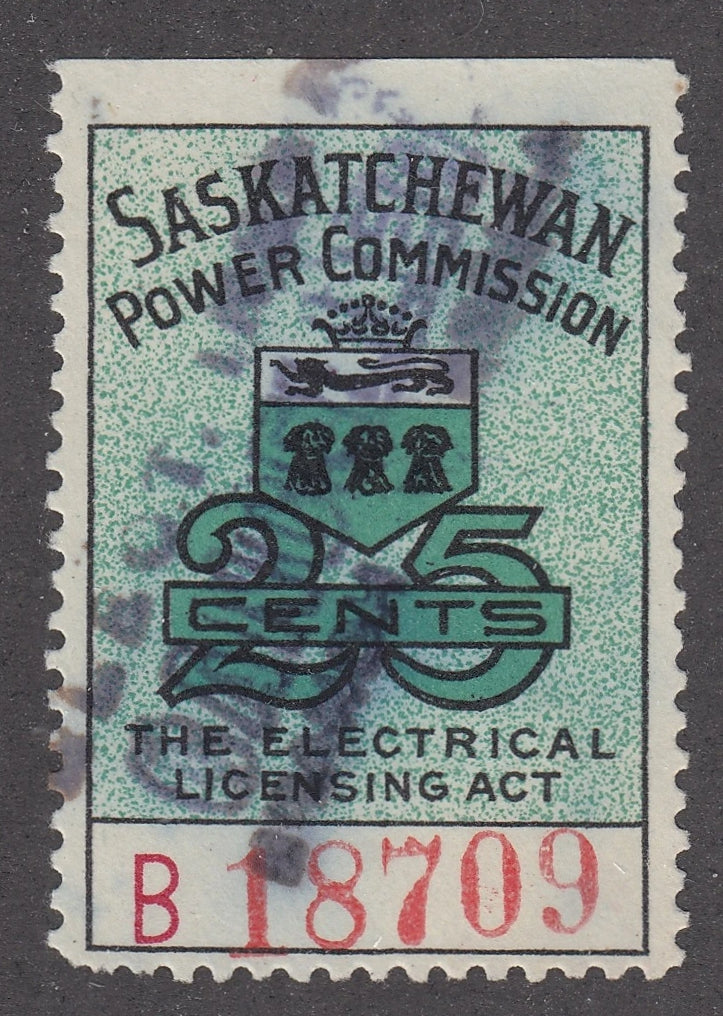 SASKATCHEWAN
POWER COMMISSION
25
CENTS
THE ELECTRICAL
LICENSING ACT
B 18709